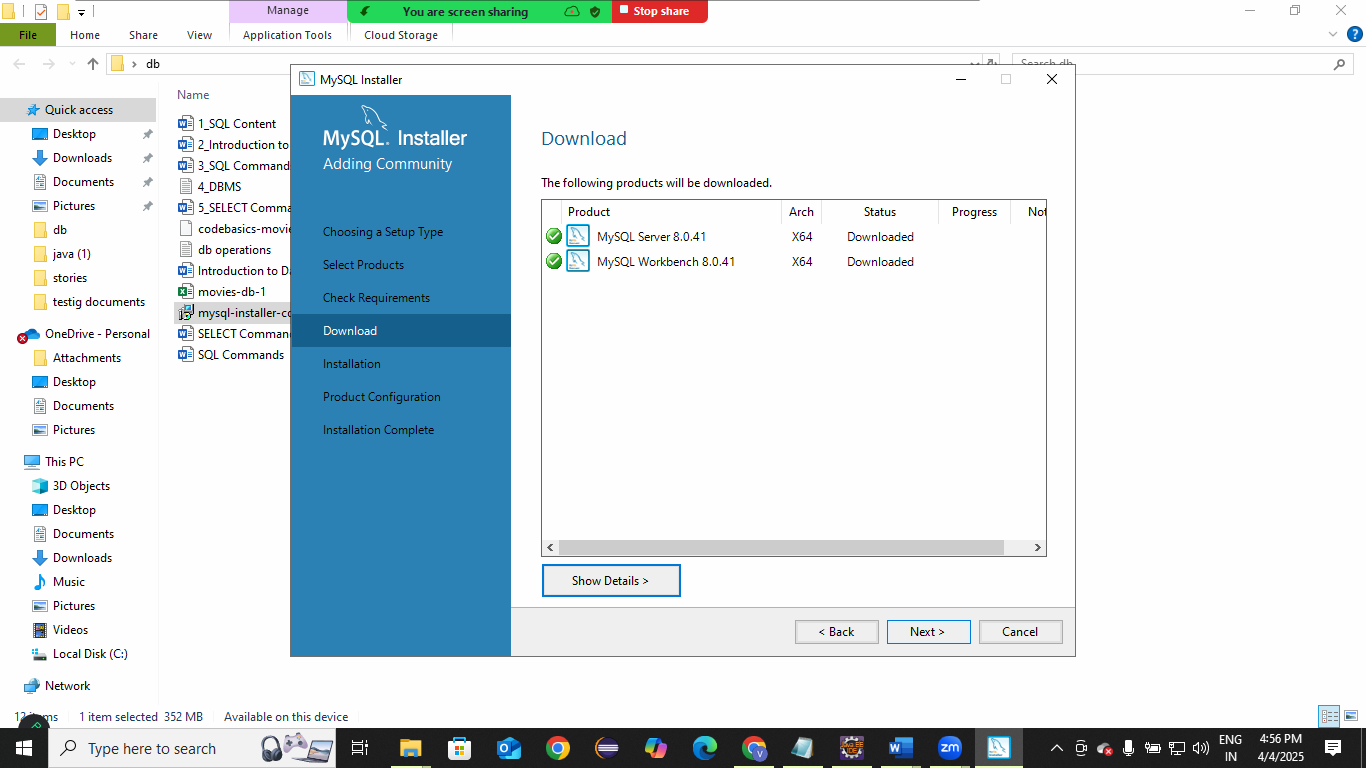 Manage
You are screen sharing
Stop share
File
Home
Share
View
Application Tools
Cloud Storage
db
Search db
Name
Quick access
Desktop
Downloads
Documents
Pictures
db
java (1)
stories
testig documents
OneDrive - Personal
Attachments
Desktop
Documents
Pictures
This PC
3D Objects
Desktop
Documents
Downloads
Music
Pictures
Videos
Local Disk (C:)
Network
1_SQL Content
2_Introduction to
3_SQL Command
4_DBMS
5_SELECT Comma
codebasics-movie
db operations
Introduction to Da
movies-db-1
mysql-installer-co
SELECT Command
SQL Commands
MySQL Installer
MySQL. Installer
Adding Community
Choosing a Setup Type
Select Products
Check Requirements
Download
Installation
Product Configuration
Installation Complete
Download
The following products will be downloaded.
Product Arch Status Progress Not
MySQL Server 8.0.41 X64 Downloaded
MySQL Workbench 8.0.41 X64 Downloaded
Show Details >
< Back
Next >
Cancel
1 item selected 352 MB
Available on this device
Type here to search
zm
ENG
IN
4:56 PM
4/4/2025